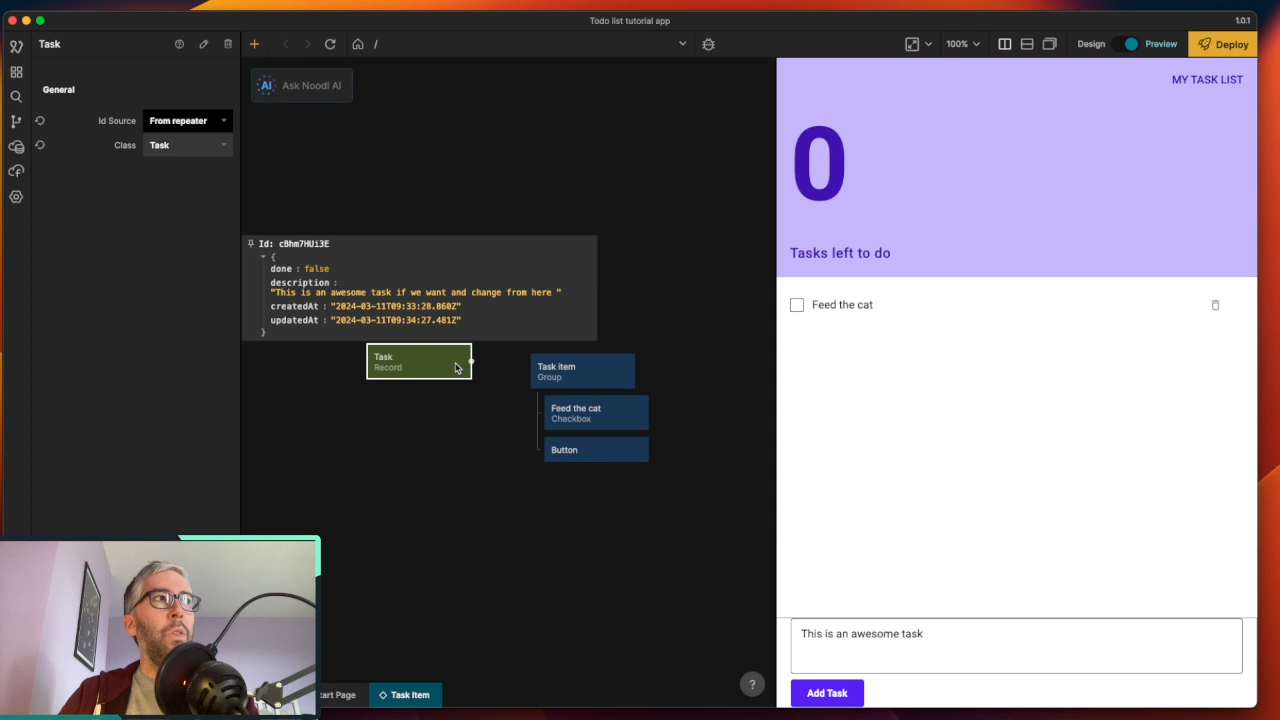 Todo list tutorial app
1.0.1
Task
/
100%
Design
Preview
Deploy
General
Id Source
From repeater
Class
Task
AI
Ask Noodl AI
Id: c8hm7HUi3E
{
done : false
description :
"This is an awesome task if we want and change from here "
createdAt : "2024-03-11T09:33:28.860Z"
updatedAt : "2024-03-11T09:34:27.481Z"
}
Task
Record
Task item
Group
Feed the cat
Checkbox
Button
tart Page
Task Item
?
MY TASK LIST
0
Tasks left to do
Feed the cat
This is an awesome task
Add Task